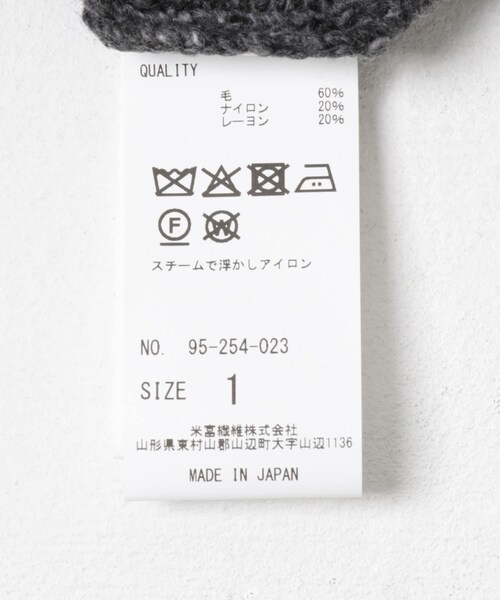 QUALITY
毛 60%
ナイロン 20%
レーヨン 20%
F W
スチームで浮かしアイロン
NO. 95-254-023
SIZE 1
米富繊維株式会社
山形県東村山郡山辺町大字山辺1136
MADE IN JAPAN